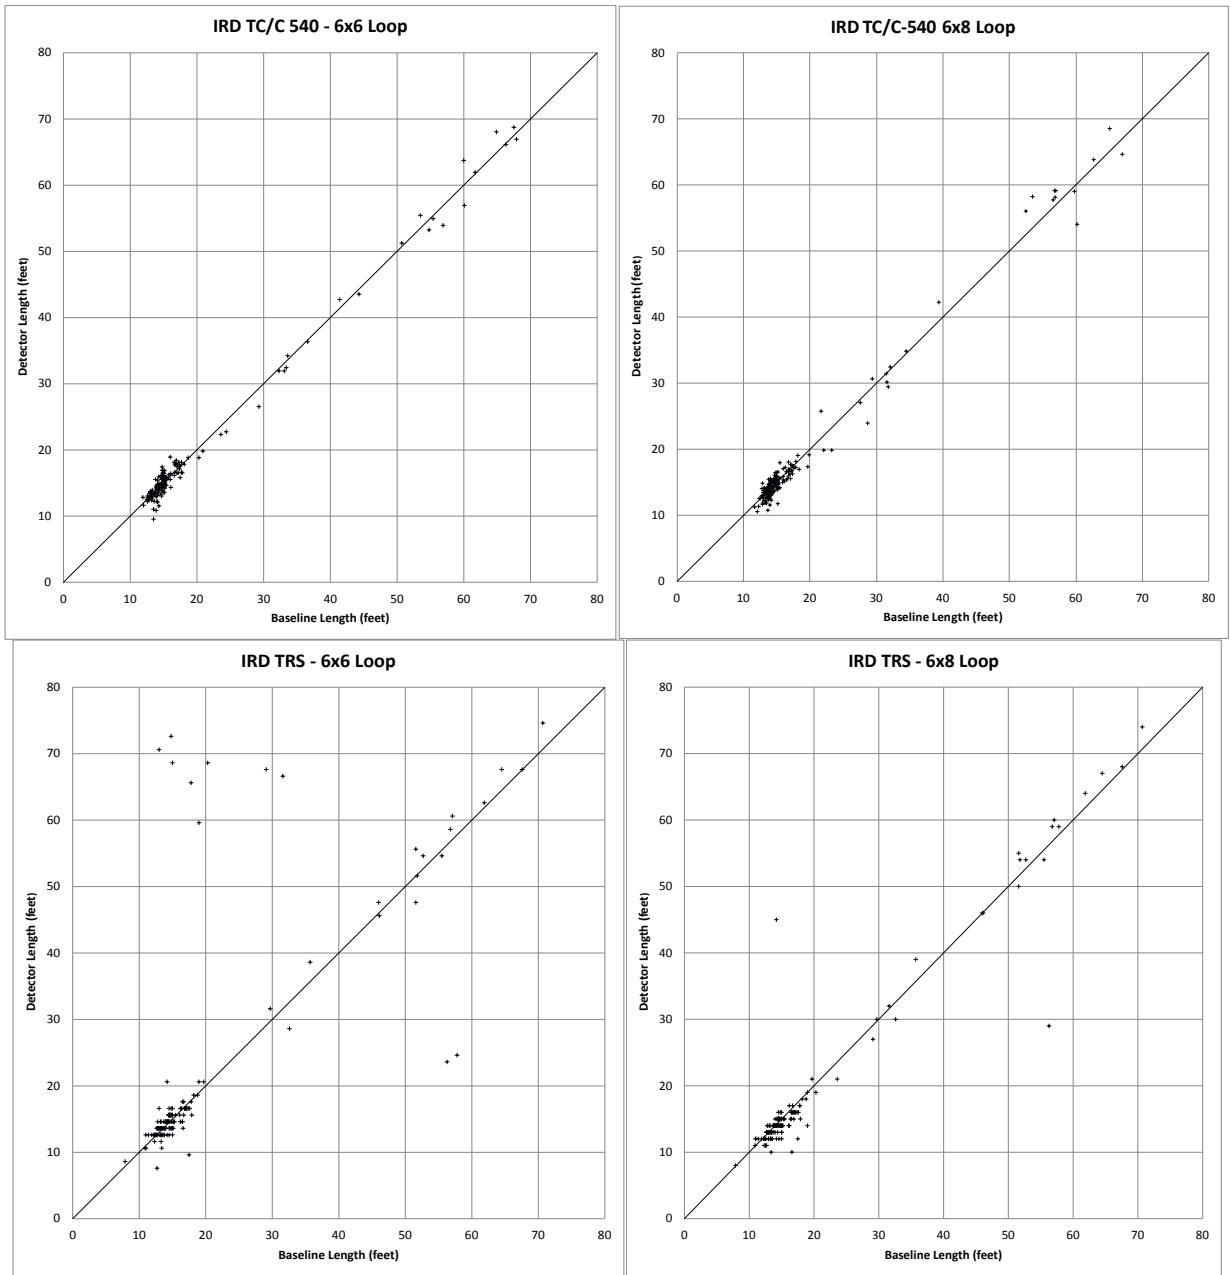 IRD TC/C 540 - 6x6 Loop
80
70
60
50
40
30
20
10
0
Detector Length (feet)
0 10 20 30 40 50 60 70 80
Baseline Length (feet)
IRD TC/C-540 6x8 Loop
80
70
60
50
40
30
20
10
0
Detector Length (feet)
0 10 20 30 40 50 60 70 80
Baseline Length (feet)
IRD TRS - 6x6 Loop
80
70
60
50
40
30
20
10
0
Detector Length (feet)
0 10 20 30 40 50 60 70 80
Baseline Length (feet)
IRD TRS - 6x8 Loop
80
70
60
50
40
30
20
10
0
Detector Length (feet)
0 10 20 30 40 50 60 70 80
Baseline Length (feet)